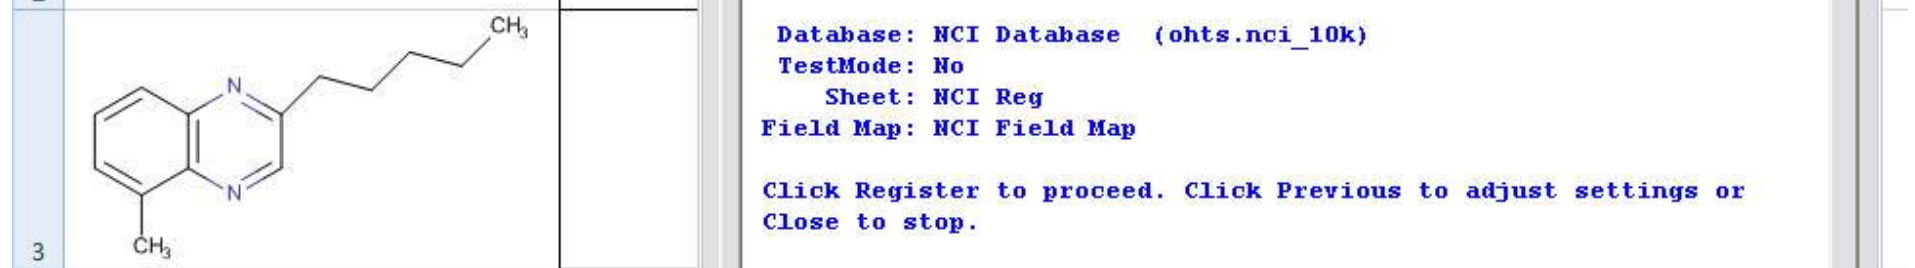 CH3
N
N
CH3
3
Database: NCI Database (ohts.nci_10k)
TestMode: No
Sheet: NCI Reg
Field Map: NCI Field Map
Click Register to proceed. Click Previous to adjust settings or
Close to stop.